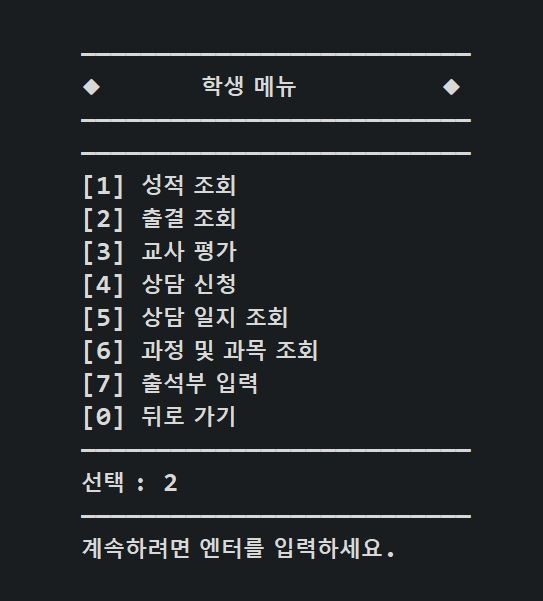 ◆ 학생 메뉴 ◆
[1] 성적 조회
[2] 출결 조회
[3] 교사 평가
[4] 상담 신청
[5] 상담 일지 조회
[6] 과정 및 과목 조회
[7] 출석부 입력
[0] 뒤로 가기
선택 : 2
계속하려면 엔터를 입력하세요.